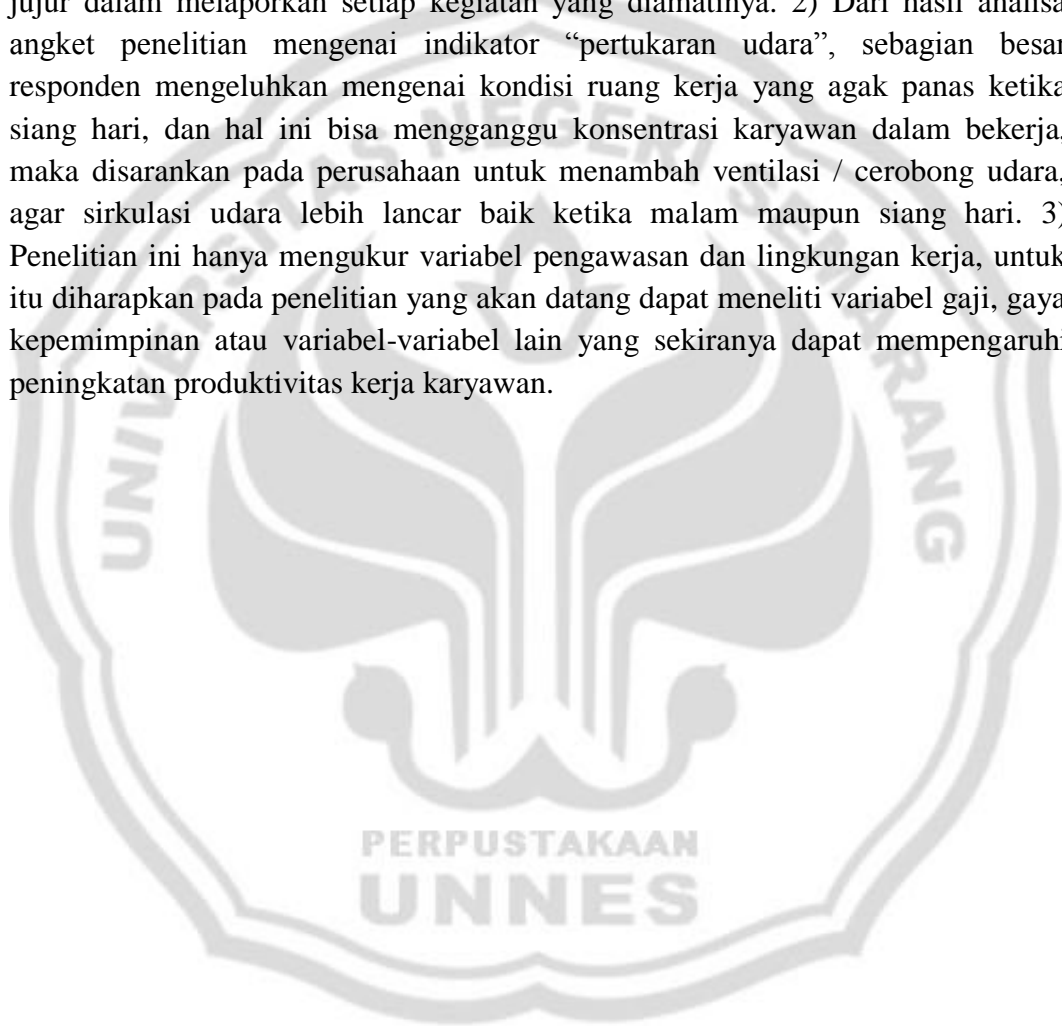 jujur dalam melaporkan setiap kegiatan yang diamatinya. 2) Dari hasil analisa
angket penelitian mengenai indikator “pertukaran udara”, sebagian besar
responden mengeluhkan mengenai kondisi ruang kerja yang agak panas ketika
siang hari, dan hal ini bisa mengganggu konsentrasi karyawan dalam bekerja,
maka disarankan pada perusahaan untuk menambah ventilasi / cerobong udara,
agar sirkulasi udara lebih lancar baik ketika malam maupun siang hari. 3)
Penelitian ini hanya mengukur variabel pengawasan dan lingkungan kerja, untuk
itu diharapkan pada penelitian yang akan datang dapat meneliti variabel gaji, gaya
kepemimpinan atau variabel-variabel lain yang sekiranya dapat mempengaruhi
peningkatan produktivitas kerja karyawan.
UNIVERSITAS NEGERI SEMARANG
PERPUSTAKAAN
UNNES